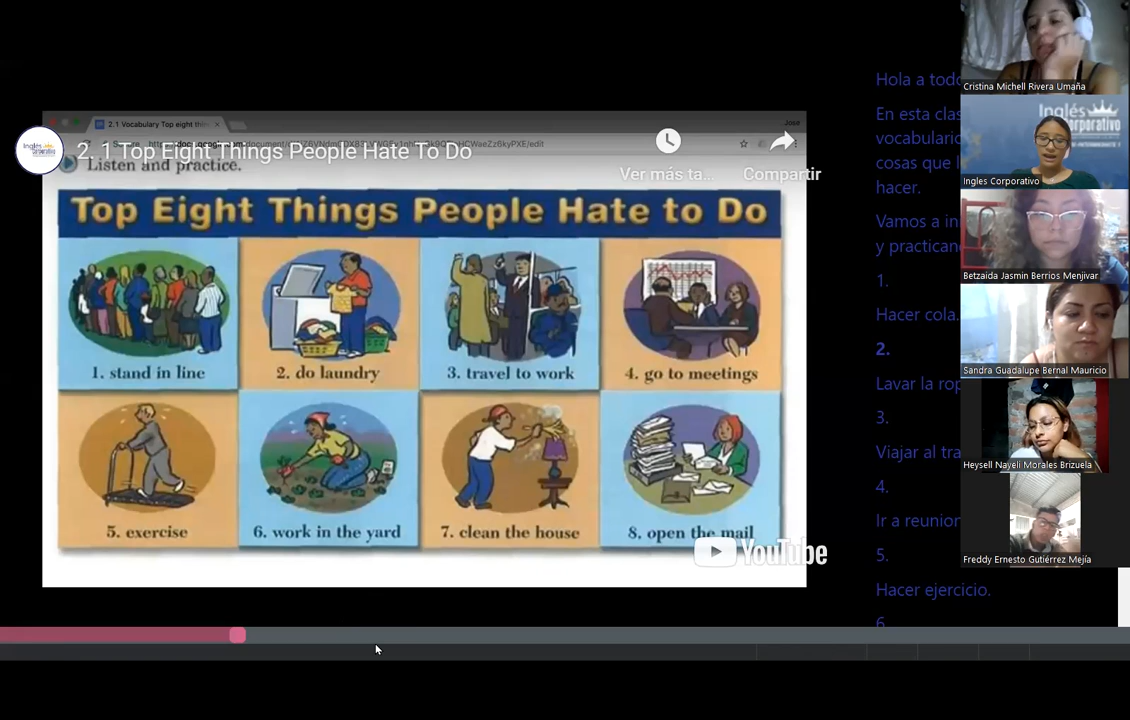 2.1 Vocabulary Top eight thin
José
2. 1 Top Eight Things People Hate To Do
Listen and practice.
Ver más ta...
Compartir
Top Eight Things People Hate to Do
1. stand in line
2. do laundry
3. travel to work
4. go to meetings
5. exercise
6. work in the yard
7. clean the house
8. open the mail
YouTube
Hola a todo
En esta clas
vocabulario
cosas que l
hacer.
Vamos a in
y practicand
1.
Hacer cola.
2.
Lavar la rop
3.
Viajar al tra
4.
Ir a reunion
5.
Hacer ejercicio.
6.
Cristina Michell Rivera Umaña
Inglés
Corporativo
Ingles Corporativo
Betzaida Jasmin Berrios Menjivar
Sandra Guadalupe Bernal Mauricio
Heysell Nayeli Morales Brizuela
Freddy Ernesto Gutiérrez Mejía